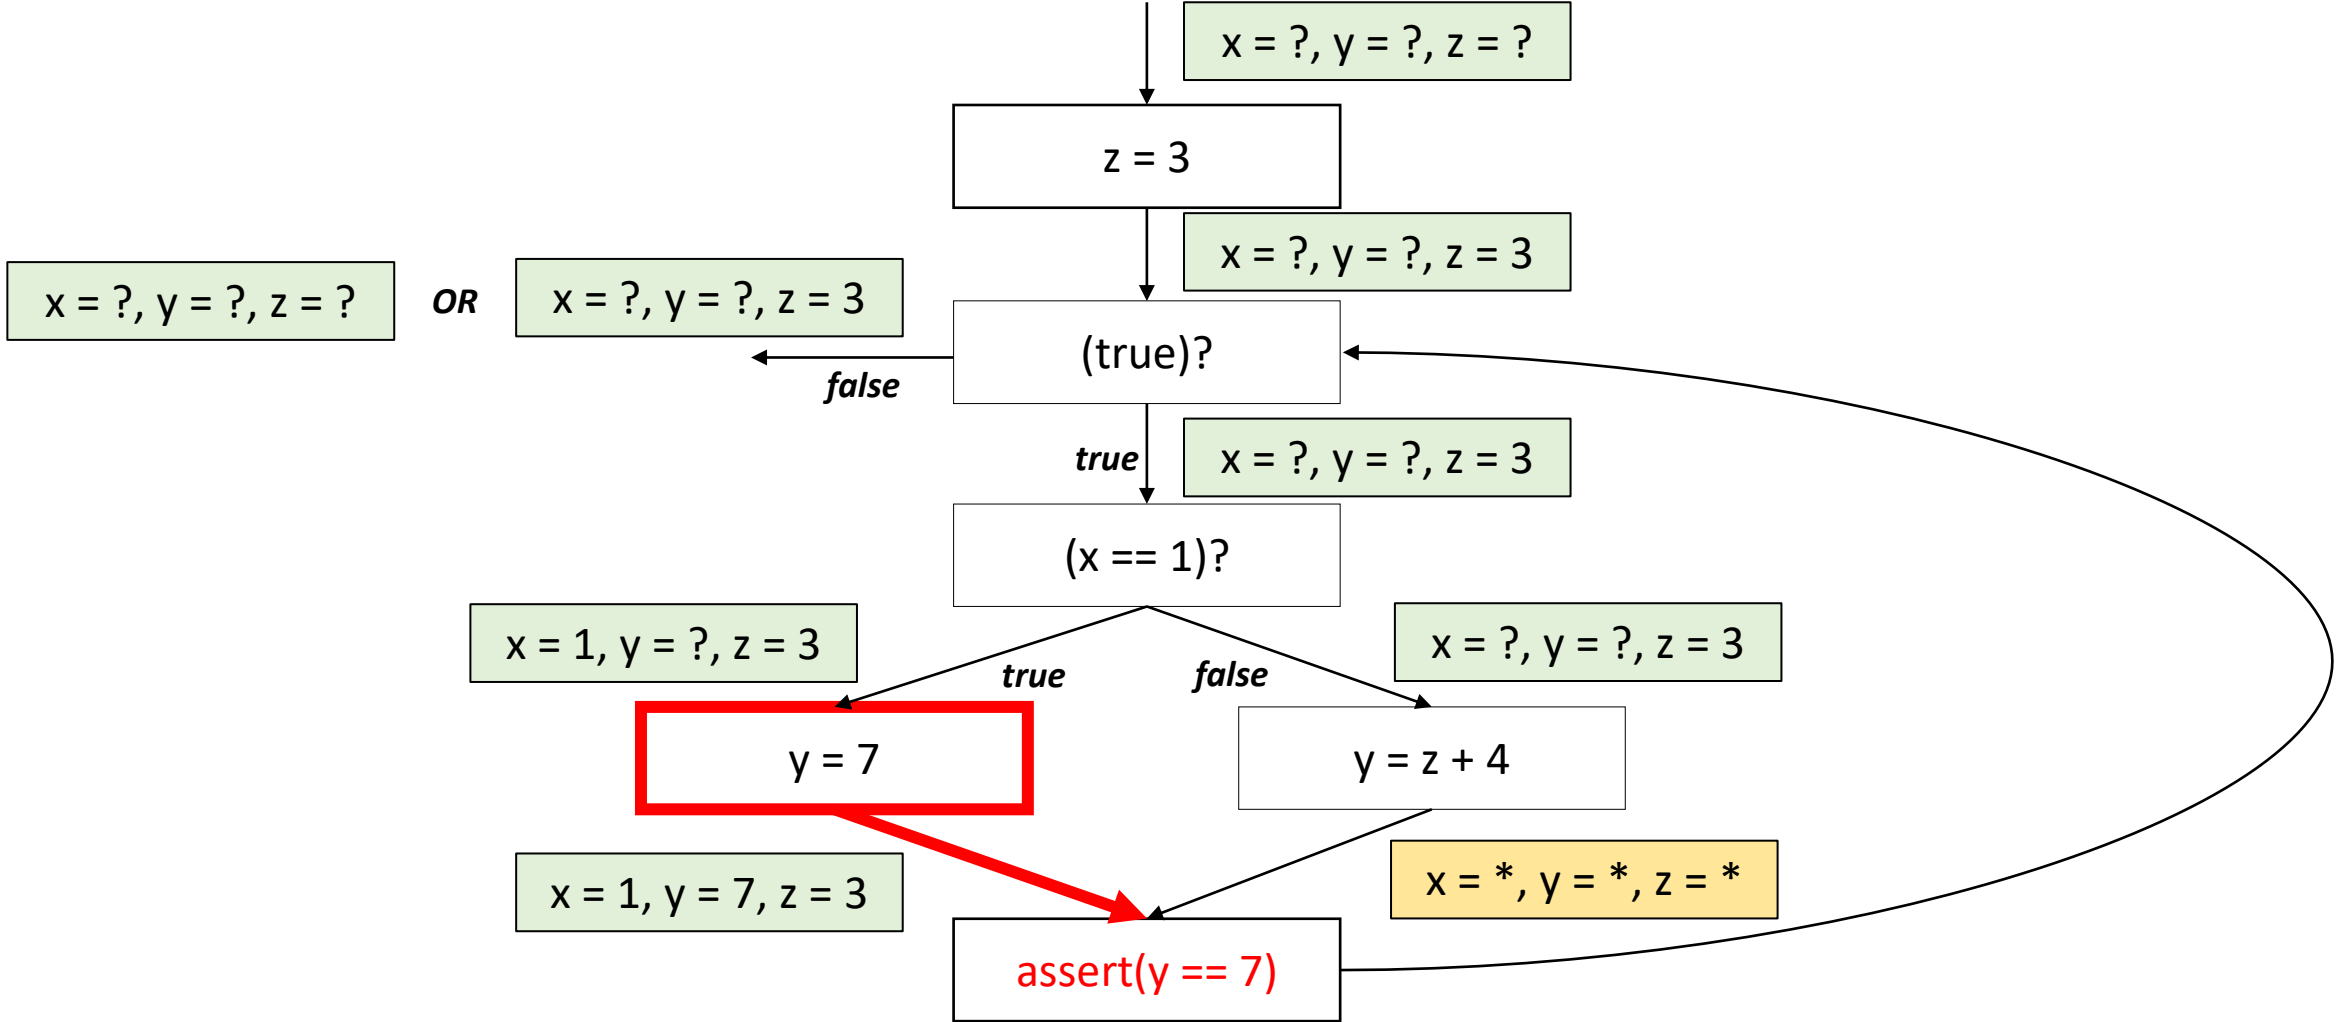 x = ?, y = ?, z = ?
z = 3
x = ?, y = ?, z = 3
x = ?, y = ?, z = ?
OR
x = ?, y = ?, z = 3
(true)?
false
true
x = ?, y = ?, z = 3
(x == 1)?
x = 1, y = ?, z = 3
true
false
x = ?, y = ?, z = 3
y = 7
y = z + 4
x = 1, y = 7, z = 3
x = *, y = *, z = *
assert(y == 7)